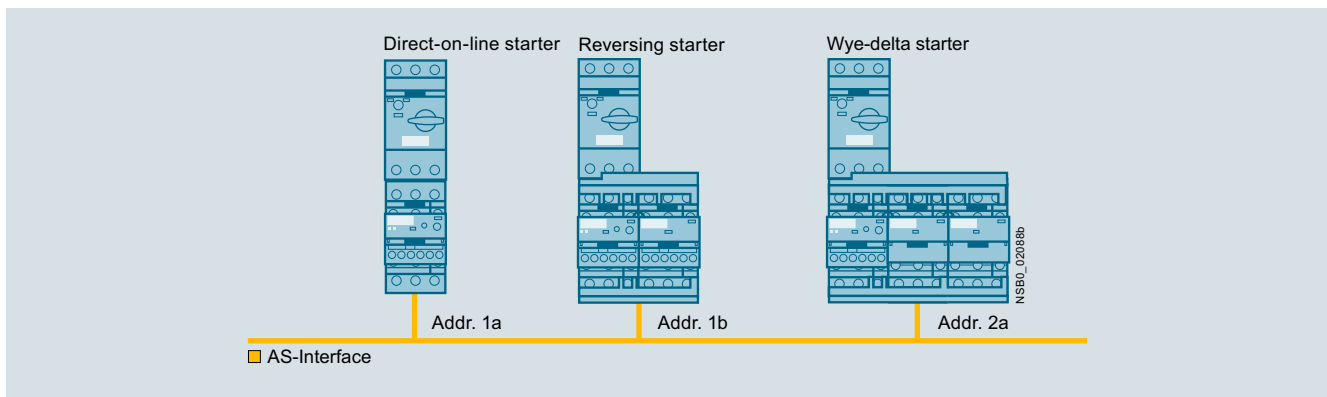 Direct-on-line starter
Reversing starter
Wye-delta starter
NSB0_02088b
Addr. 1a
Addr. 1b
Addr. 2a
AS-Interface